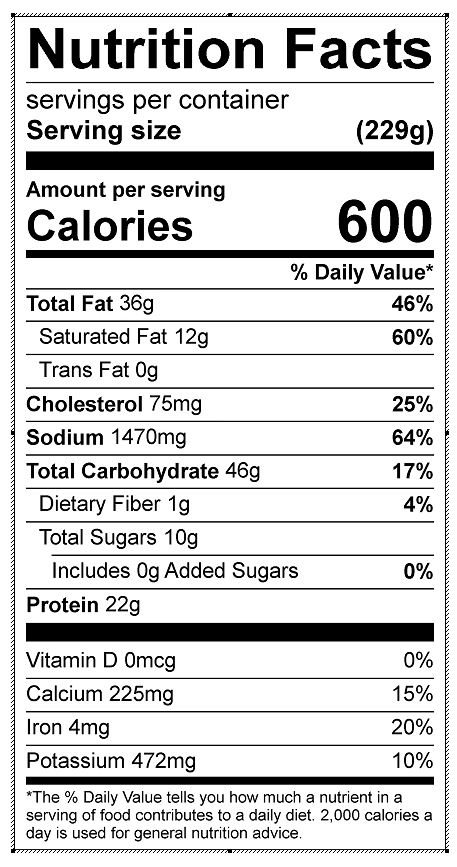 Nutrition Facts
servings per container
Serving size (229g)
Amount per serving
Calories 600
% Daily Value*
Total Fat 36g 46%
Saturated Fat 12g 60%
Trans Fat 0g
Cholesterol 75mg 25%
Sodium 1470mg 64%
Total Carbohydrate 46g 17%
Dietary Fiber 1g 4%
Total Sugars 10g
Includes 0g Added Sugars 0%
Protein 22g
Vitamin D 0mcg 0%
Calcium 225mg 15%
Iron 4mg 20%
Potassium 472mg 10%
*The % Daily Value tells you how much a nutrient in a
serving of food contributes to a daily diet. 2,000 calories a
day is used for general nutrition advice.